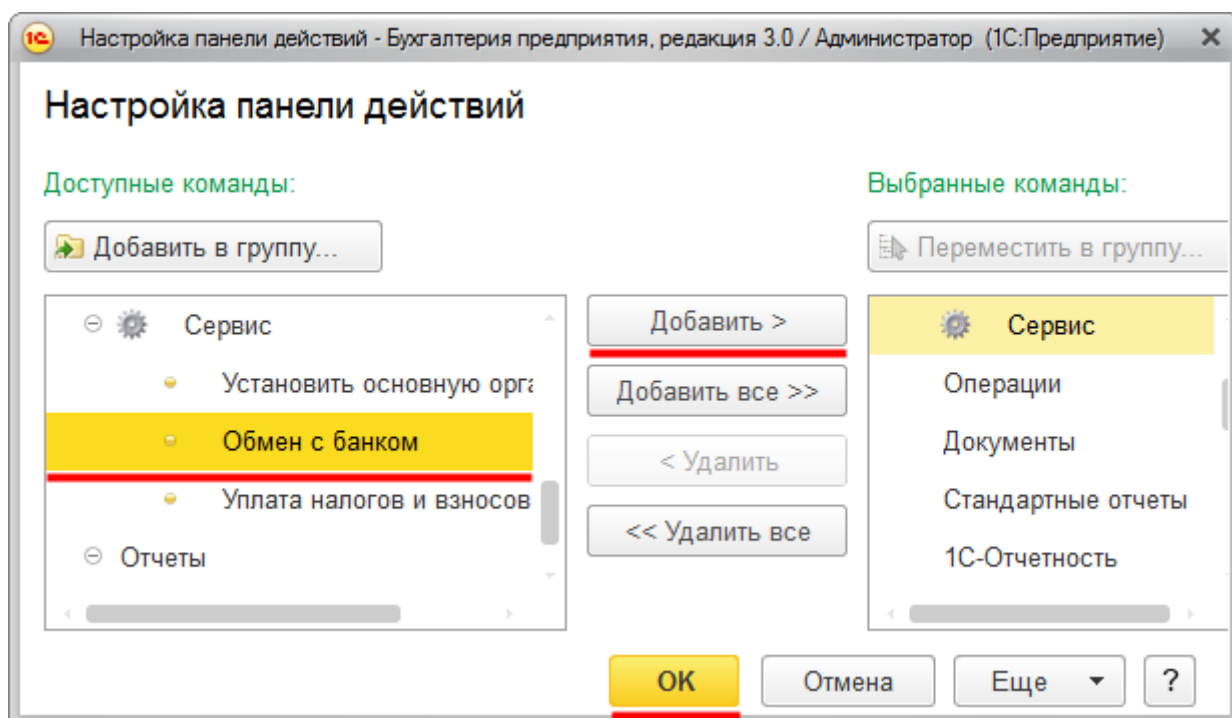 1С Настройка панели действий - Бухгалтерия предприятия, редакция 3.0 / Администратор (1С:Предприятие) ×
Настройка панели действий
Доступные команды:
Выбранные команды:
Добавить в группу...
Переместить в группу...
Сервис
Добавить >
Сервис
Установить основную орга
Добавить все >>
Операции
Обмен с банком
< Удалить
Документы
Уплата налогов и взносов
<< Удалить все
Стандартные отчеты
Отчеты
1С-Отчетность
ОК
Отмена
Еще
?